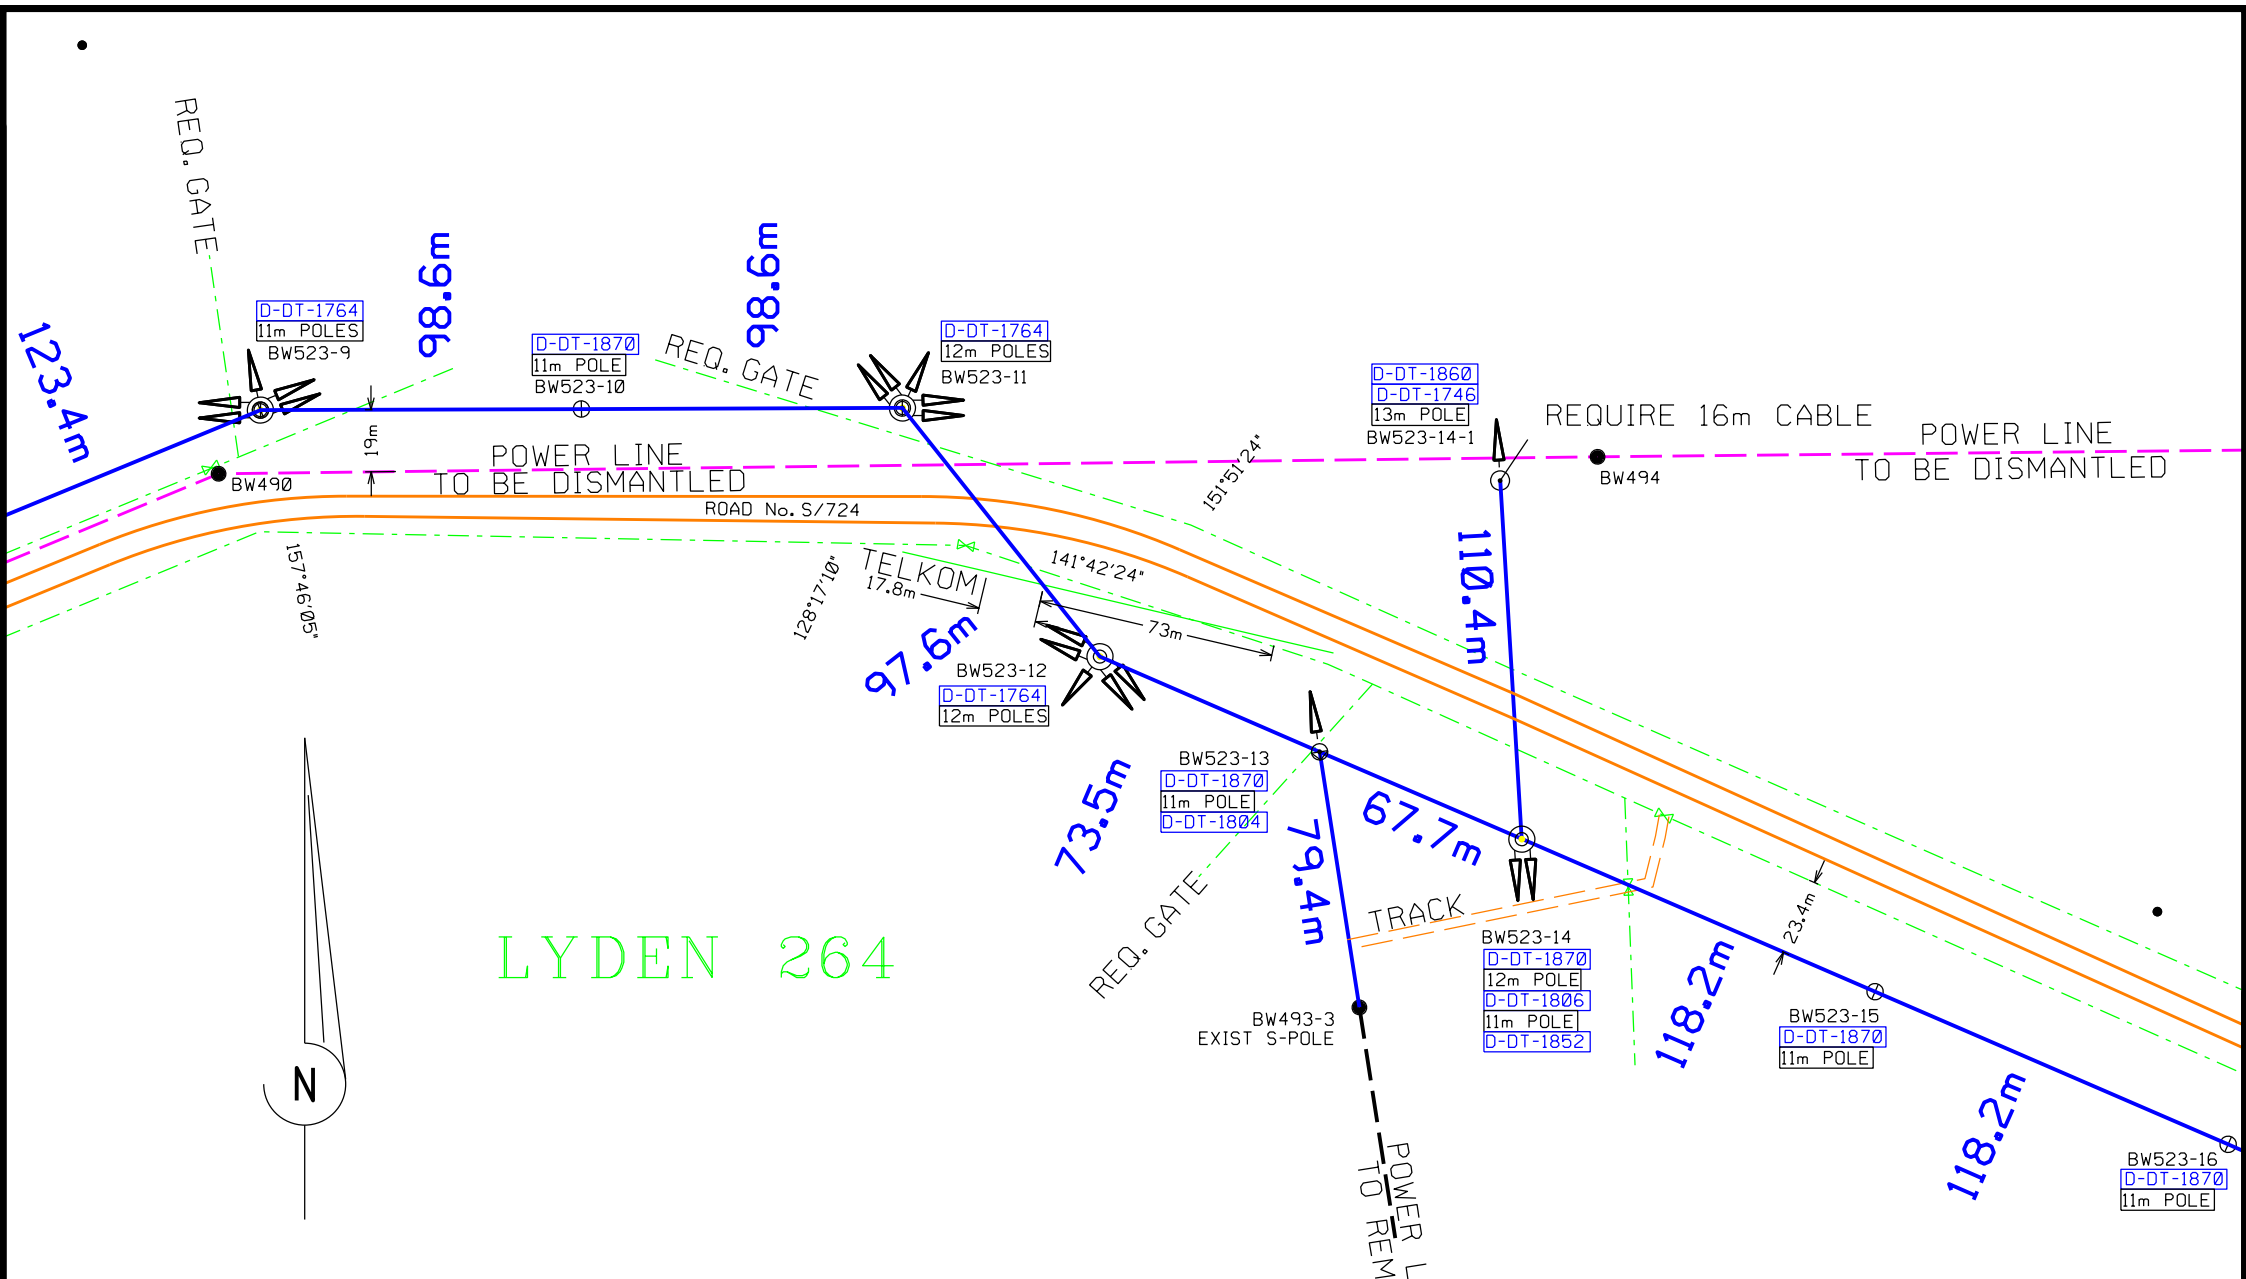 REQ. GATE
123.4m
D-DT-1764
11m POLES
BW523-9
98.6m
D-DT-1870
11m POLE
BW523-10
98.6m
REQ. GATE
D-DT-1764
12m POLES
BW523-11
D-DT-1860
D-DT-1746
13m POLE
BW523-14-1
REQUIRE 16m CABLE
POWER LINE
TO BE DISMANTLED
BW494
19m
BW490
POWER LINE
TO BE DISMANTLED
ROAD No. S/724
151°51'24"
157°46'05"
128°17'10"
TELKOM
17.8m
141°42'24"
73m
97.6m
110.4m
BW523-12
D-DT-1764
12m POLES
73.5m
BW523-13
D-DT-1870
11m POLE
D-DT-1804
67.7m
79.4m
REQ. GATE
TRACK
23.4m
LYDEN 264
N
BW493-3
EXIST S-POLE
BW523-14
D-DT-1870
12m POLE
D-DT-1806
11m POLE
D-DT-1852
118.2m
BW523-15
D-DT-1870
11m POLE
118.2m
BW523-16
D-DT-1870
11m POLE
POWER L
TO REM